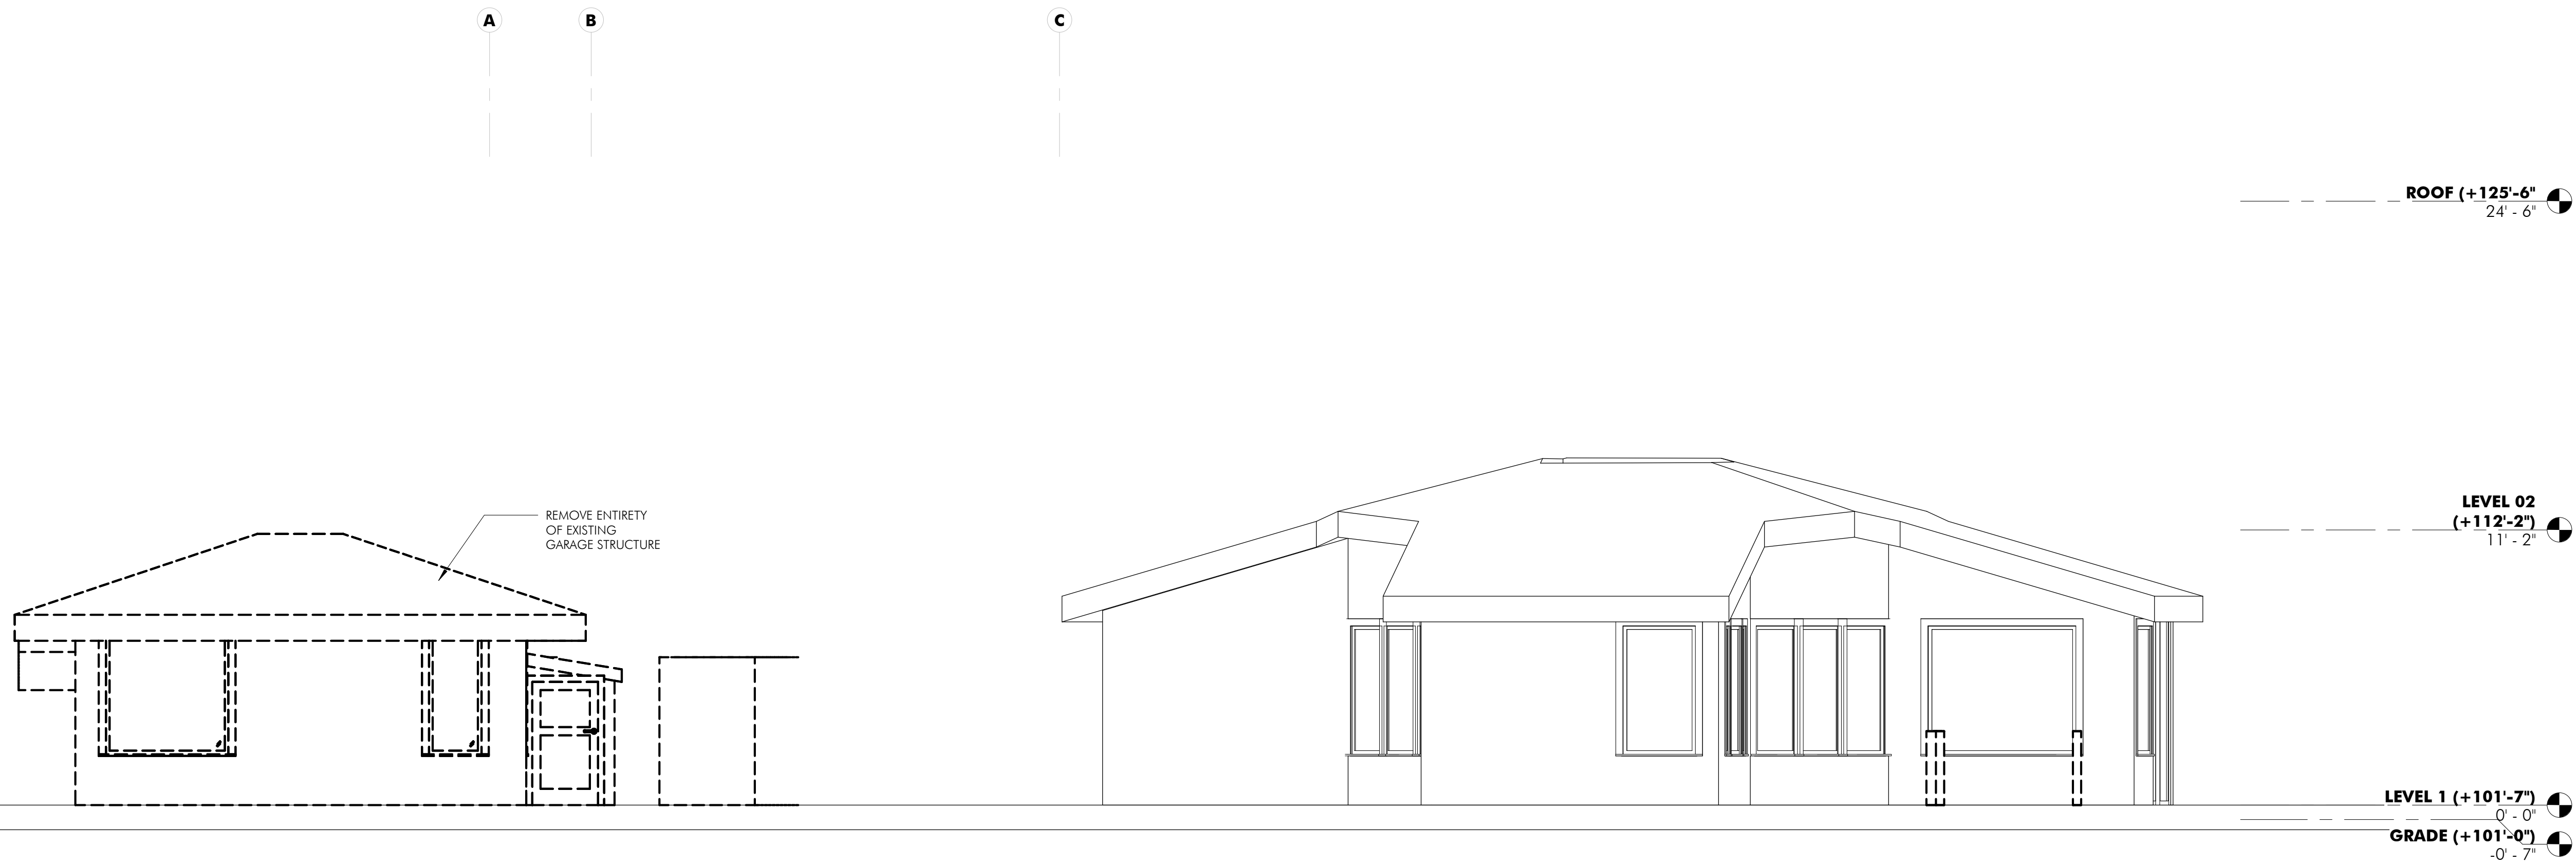 A
B
C
ROOF (+125'-6"
24' - 6"
LEVEL 02
(+112'-2")
11' - 2"
REMOVE ENTIRETY
OF EXISTING
GARAGE STRUCTURE
LEVEL 1 (+101'-7")
0' - 0"
GRADE (+101'-0")
-0' - 7"